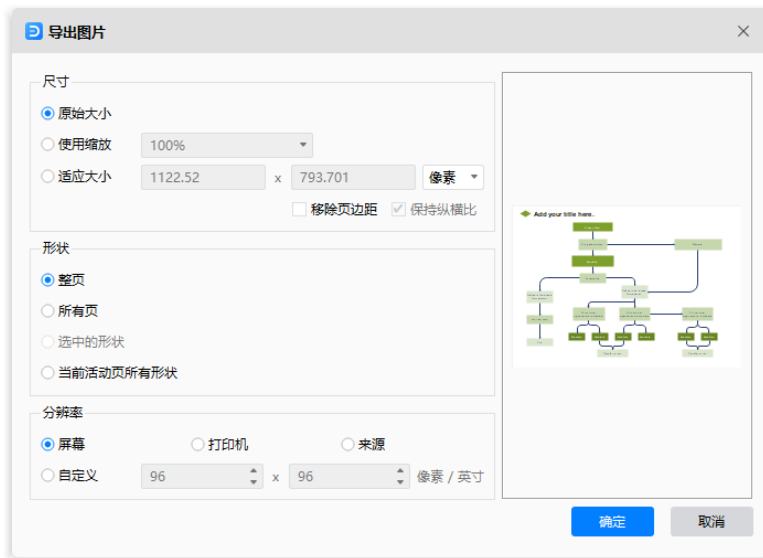 导出图片
尺寸
原始大小
使用缩放 100%
适应大小 1122.52 x 793.701 像素
移除页边距 保持纵横比
形状
整页
所有页
选中的形状
当前活动页所有形状
分辨率
屏幕 打印机 来源
自定义 96 x 96 像素 / 英寸
Add your title here.
确定 取消